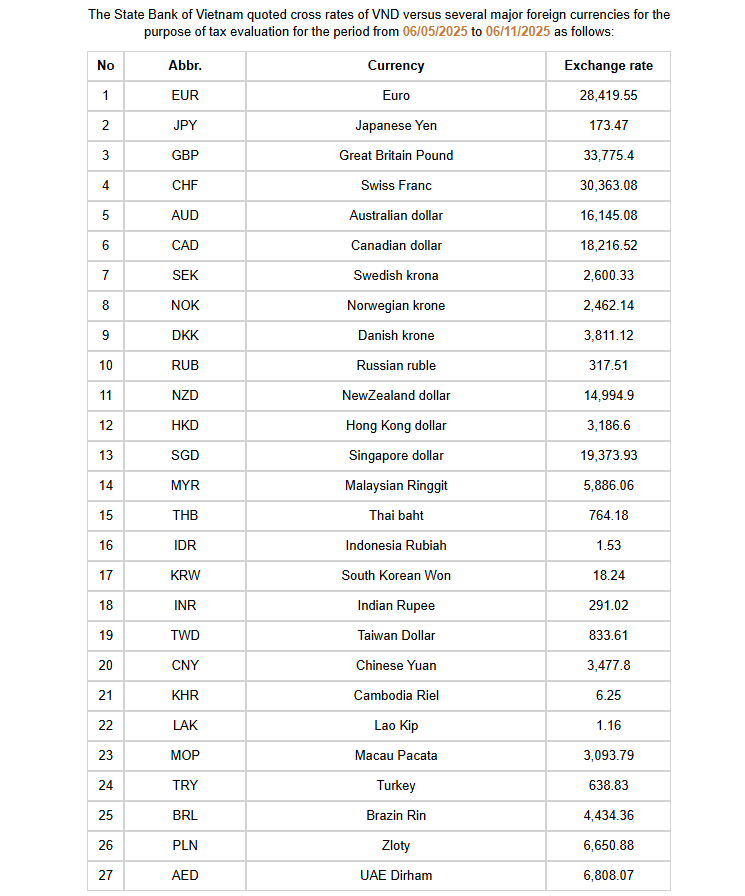 The State Bank of Vietnam quoted cross rates of VND versus several major foreign currencies for the
purpose of tax evaluation for the period from 06/05/2025 to 06/11/2025 as follows:
No Abbr. Currency Exchange rate
1 EUR Euro 28,419.55
2 JPY Japanese Yen 173.47
3 GBP Great Britain Pound 33,775.4
4 CHF Swiss Franc 30,363.08
5 AUD Australian dollar 16,145.08
6 CAD Canadian dollar 18,216.52
7 SEK Swedish krona 2,600.33
8 NOK Norwegian krone 2,462.14
9 DKK Danish krone 3,811.12
10 RUB Russian ruble 317.51
11 NZD NewZealand dollar 14,994.9
12 HKD Hong Kong dollar 3,186.6
13 SGD Singapore dollar 19,373.93
14 MYR Malaysian Ringgit 5,886.06
15 THB Thai baht 764.18
16 IDR Indonesia Rubiah 1.53
17 KRW South Korean Won 18.24
18 INR Indian Rupee 291.02
19 TWD Taiwan Dollar 833.61
20 CNY Chinese Yuan 3,477.8
21 KHR Cambodia Riel 6.25
22 LAK Lao Kip 1.16
23 MOP Macau Pacata 3,093.79
24 TRY Turkey 638.83
25 BRL Brazin Rin 4,434.36
26 PLN Zloty 6,650.88
27 AED UAE Dirham 6,808.07